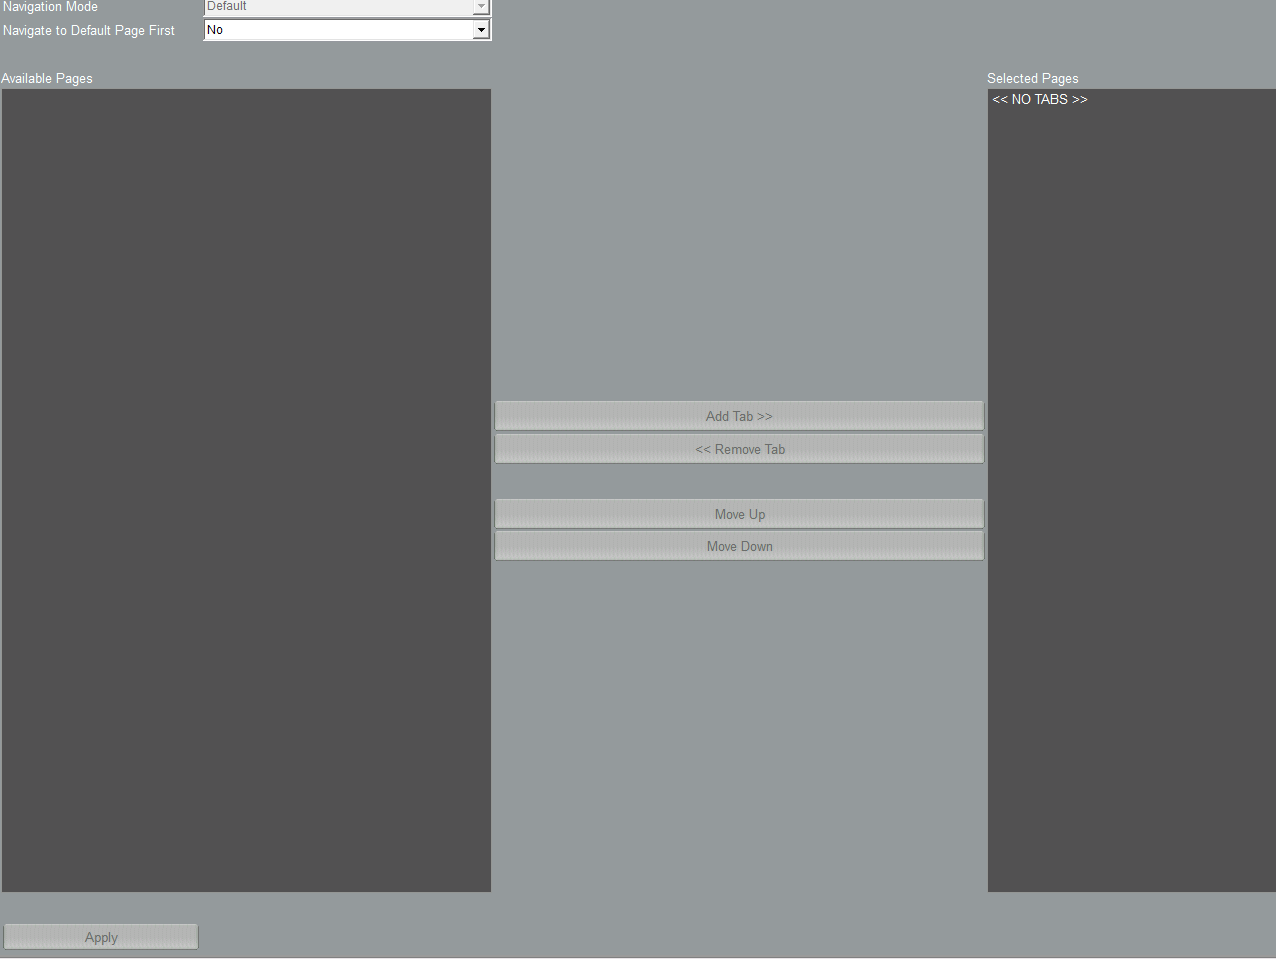 Navigation Mode Default
Navigate to Default Page First No
Available Pages Selected Pages
<< NO TABS >>
Add Tab >>
<< Remove Tab
Move Up
Move Down
Apply